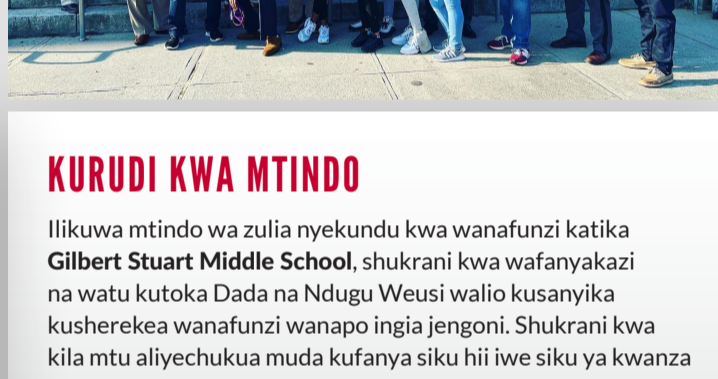 KURUDI KWA MTINDO
Ilikuwa mtindo wa zulia nyekundu kwa wanafunzi katika
Gilbert Stuart Middle School, shukrani kwa wafanyakazi
na watu kutoka Dada na Ndugu Weusi walio kusanyika
kusherekea wanafunzi wanapo ingia jengoni. Shukrani kwa
kila mtu aliyechukua muda kufanya siku hii iwe siku ya kwanza